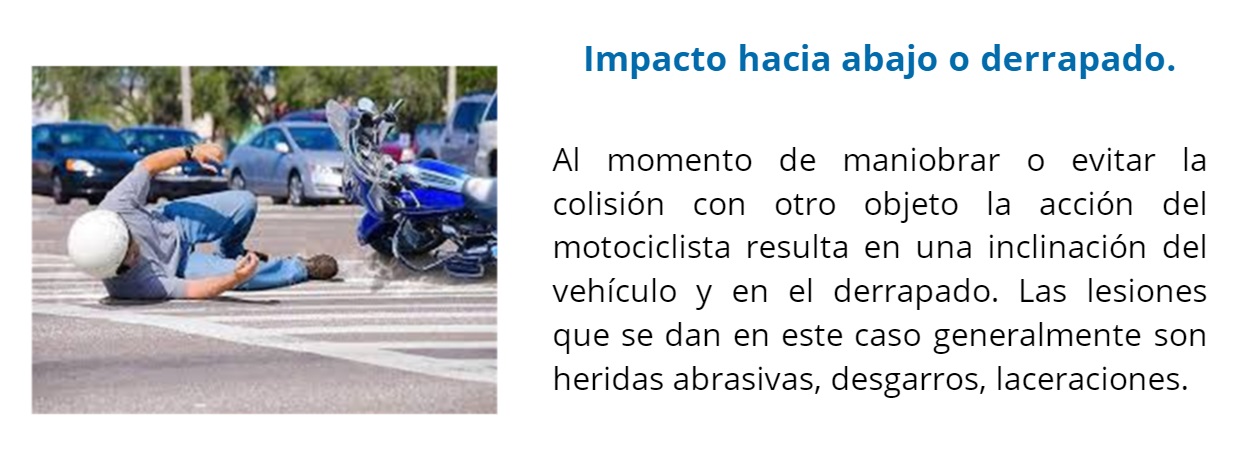 Impacto hacia abajo o derrapado.
Al momento de maniobrar o evitar la
colisión con otro objeto la acción del
motociclista resulta en una inclinación del
vehículo y en el derrapado. Las lesiones
que se dan en este caso generalmente son
heridas abrasivas, desgarros, laceraciones.